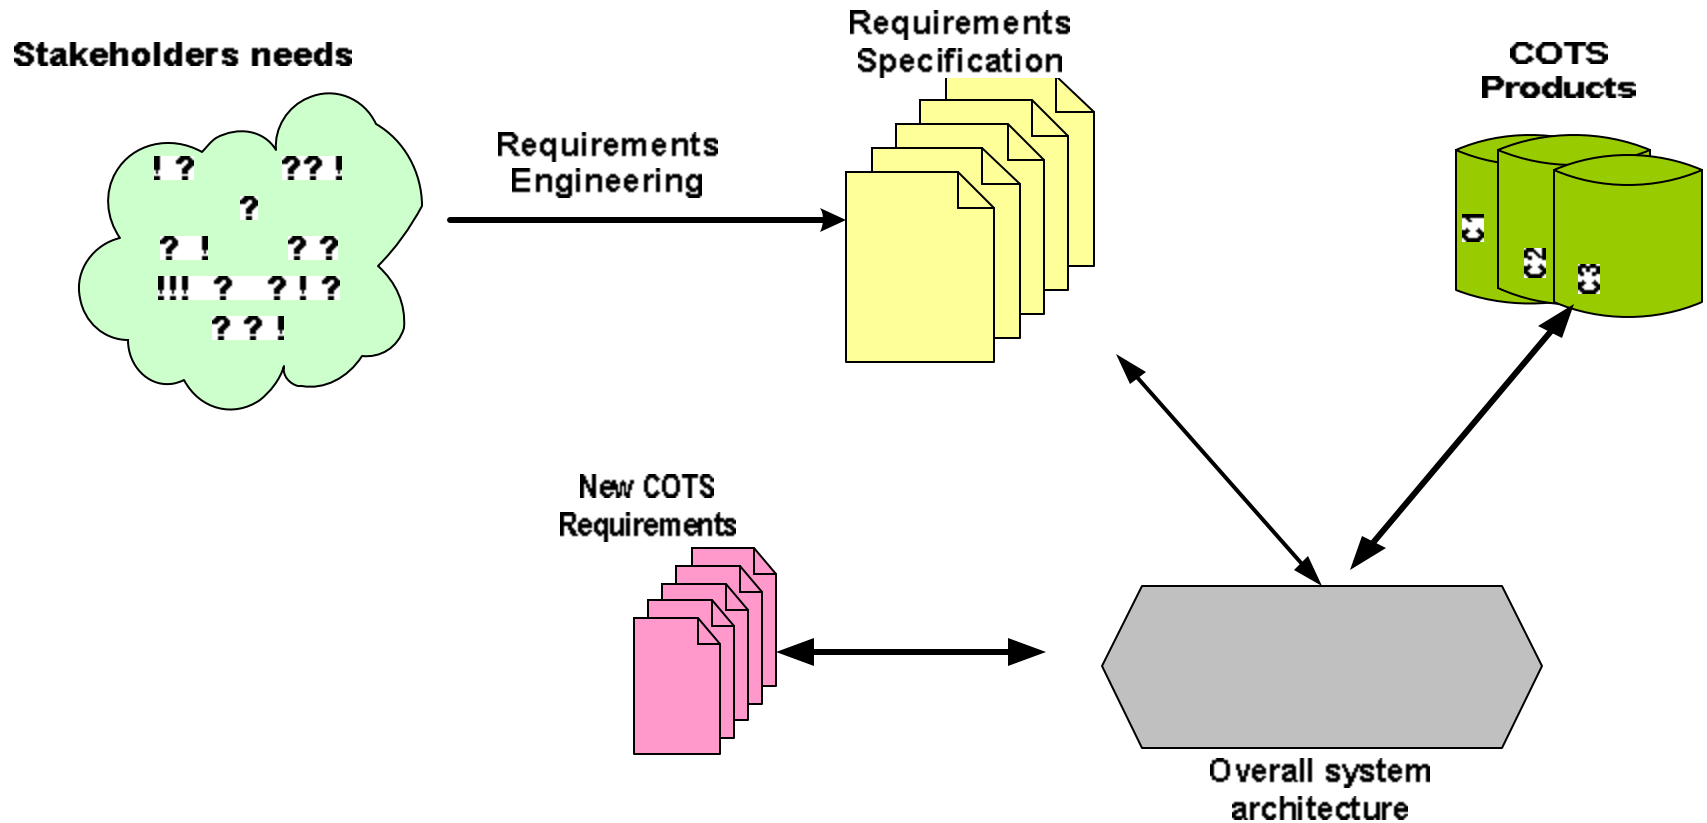 Stakeholders needs
! ?
??!
?
? !
? ?
!!! ? ? ! ?
? ? !
Requirements
Engineering
Requirements
Specification
COTS
Products
C1
C2
C3
New COTS
Requirements
Overall system
architecture